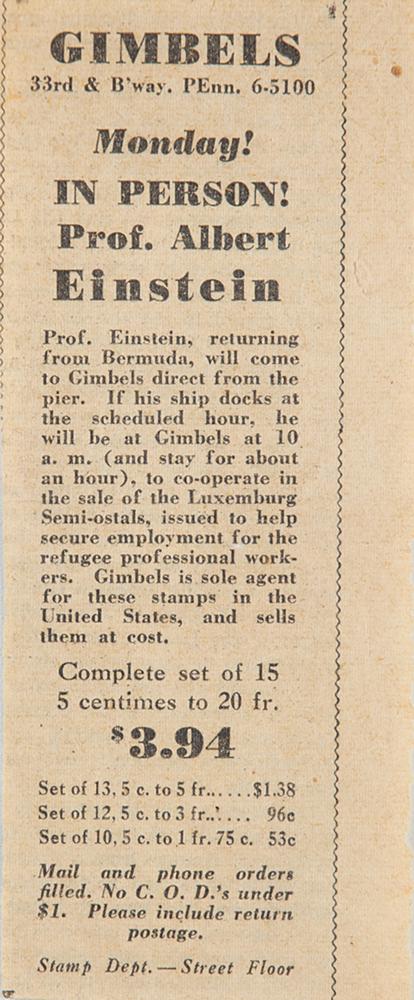 GIMBELS
33rd & B'way. PEnn. 6-5100
Monday!
IN PERSON!
Prof. Albert
Einstein
Prof. Einstein, returning
from Bermuda, will come
to Gimbels direct from the
pier. If his ship docks at
the scheduled hour, he
will be at Gimbels at 10
a. m. (and stay for about
an hour), to co-operate in
the sale of the Luxemburg
Semi-ostals, issued to help
secure employment for the
refugee professional work-
ers. Gimbels is sole agent
for these stamps in the
United States, and sells
them at cost.
Complete set of 15
5 centimes to 20 fr.
$3.94
Set of 13, 5 c. to 5 fr......$1.38
Set of 12, 5 c. to 3 fr..'.... 96c
Set of 10, 5 c. to 1 fr. 75 c. 53c
Mail and phone orders
filled. No C. O. D.'s under
$1. Please include return
postage.
Stamp Dept. — Street Floor